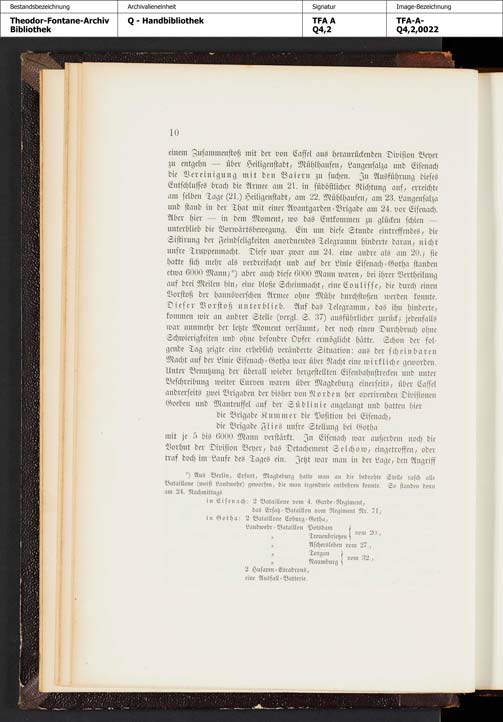 Bestandsbezeichnung
Archivalieneinheit
Signatur
Image-Bezeichnung
Theodor-Fontane-Archiv
Bibliothek
Q - Handbibliothek
TFA A
Q4,2
TFA-A-
Q4,2,0022
10
einem Zusammenstoß mit der von Cassel aus heranrückenden Division Beyer
zu entgehn — über Heiligenstadt, Mühlhausen, Langensalza und Eisenach
die Vereinigung mit den Baiern zu suchen. In Ausführung dieses
Entschlusses brach die Armee am 21. in südöstlicher Richtung auf, erreichte
am selben Tage (21.) Heiligenstadt, am 22. Mühlhausen, am 23. Langensalza
und stand in der That mit einer Avantgarden-Brigade am 24. vor Eisenach.
Aber hier — in dem Moment, wo das Entkommen zu glücken schien —
unterblieb die Vorwärtsbewegung. Ein um diese Stunde eintreffendes, die
Sistirung der Feindseligkeiten anordnendes Telegramm hinderte daran, nicht
unsre Truppenmacht. Diese war zwar am 24. eine andre als am 20.; sie
hatte sich mehr als verdreifacht und auf der Linie Eisenach-Gotha standen
etwa 6000 Mann;*) aber auch diese 6000 Mann waren, bei ihrer Vertheilung
auf drei Meilen hin, eine bloße Scheinmacht, eine Coulisse, die durch einen
Vorstoß der hannöverschen Armee ohne Mühe durchstoßen werden konnte.
Dieser Vorstoß unterblieb. Auf das Telegramm, das ihn hinderte,
kommen wir an andrer Stelle (vergl. S. 37) ausführlicher zurück; jedenfalls
war nunmehr der letzte Moment versäumt, der noch einen Durchbruch ohne
Schwierigkeiten und ohne besondre Opfer ermöglicht hätte. Schon der fol-
gende Tag zeigte eine erheblich veränderte Situation: aus der scheinbaren
Macht auf der Linie Eisenach-Gotha war über Nacht eine wirkliche geworden.
Unter Benutzung der überall wieder hergestellten Eisenbahnstrecken und unter
Beschreibung weiter Curven waren über Magdeburg einerseits, über Cassel
andrerseits zwei Brigaden der bisher von Norden her operirenden Divisionen
Goeben und Manteuffel auf der Südlinie angelangt und hatten hier
die Brigade Kummer die Position bei Eisenach,
die Brigade Flies unsre Stellung bei Gotha
mit je 5 bis 6000 Mann verstärkt. In Eisenach war außerdem noch die
Vorhut der Division Beyer, das Detachement Selchow, eingetroffen, oder
traf doch im Laufe des Tages ein. Jetzt war man in der Lage, den Angriff
*) Aus Berlin, Erfurt, Magdeburg hatte man an die bedrohte Stelle rasch alle
Bataillone (meist Landwehr) geworfen, die man irgendwie entbehren konnte. So standen denn
am 24. Nachmittags
in Eisenach: 2 Bataillone vom 4. Garde-Regiment,
das Ersatz-Bataillon vom Regiment Nr. 71;
in Gotha: 2 Bataillone Coburg-Gotha,
Landwehr-Bataillon Potsdam
„ Treuenbrietzen } vom 20.,
„ Aschersleben vom 27.,
„ Torgau
„ Naumburg } vom 32.,
2 Husaren-Escadrons,
eine Ausfall-Batterie.